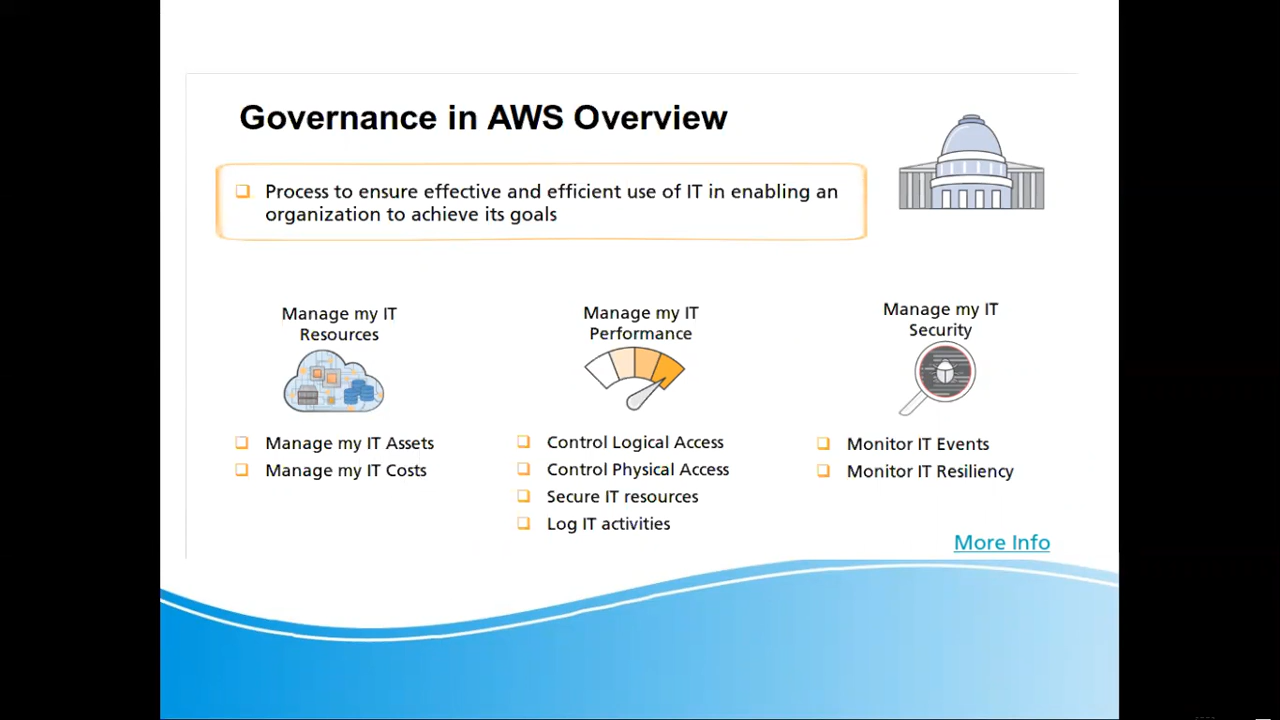 Governance in AWS Overview
Process to ensure effective and efficient use of IT in enabling an
organization to achieve its goals
Manage my IT
Resources
Manage my IT Assets
Manage my IT Costs
Manage my IT
Performance
Control Logical Access
Control Physical Access
Secure IT resources
Log IT activities
Manage my IT
Security
Monitor IT Events
Monitor IT Resiliency
More Info